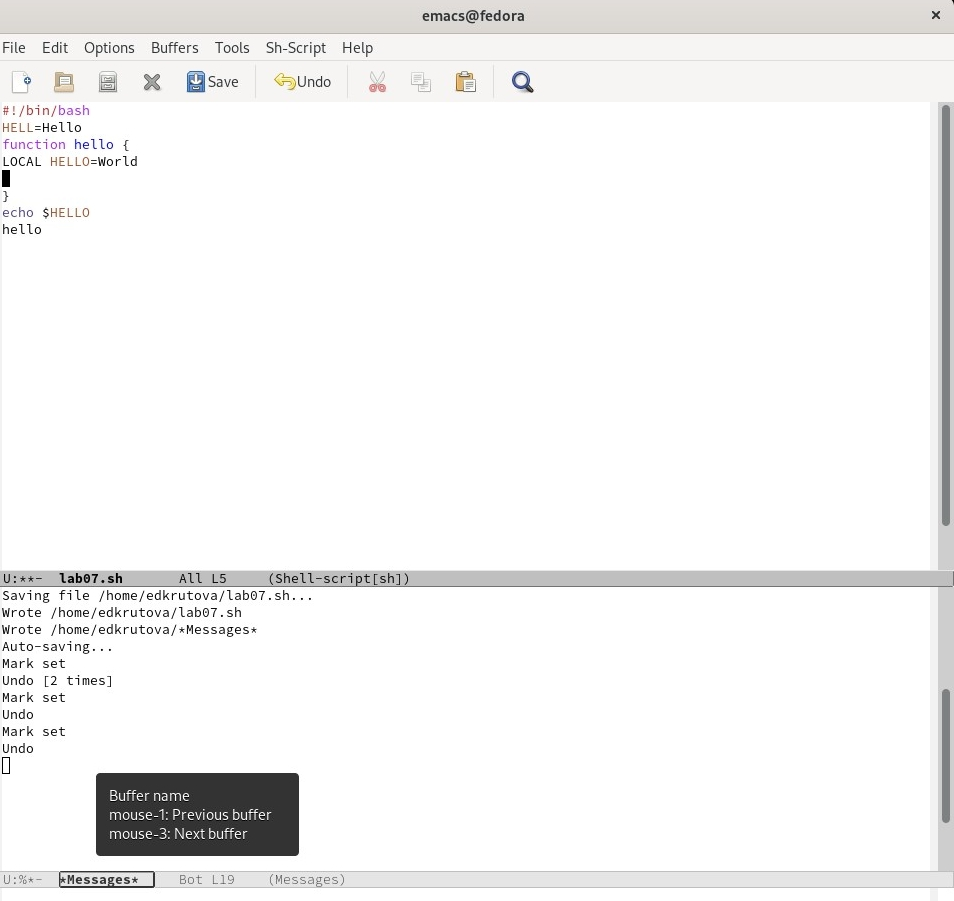 emacs@fedora
File Edit Options Buffers Tools Sh-Script Help
Save Undo
#!/bin/bash
HELL=Hello
function hello {
LOCAL HELLO=World
}
echo $HELLO
hello
U:**- lab07.sh All L5 (Shell-script[sh])
Saving file /home/edkrutova/lab07.sh...
Wrote /home/edkrutova/lab07.sh
Wrote /home/edkrutova/*Messages*
Auto-saving...
Mark set
Undo [2 times]
Mark set
Undo
Mark set
Undo
Buffer name
mouse-1: Previous buffer
mouse-3: Next buffer
U:%*- *Messages* Bot L19 (Messages)